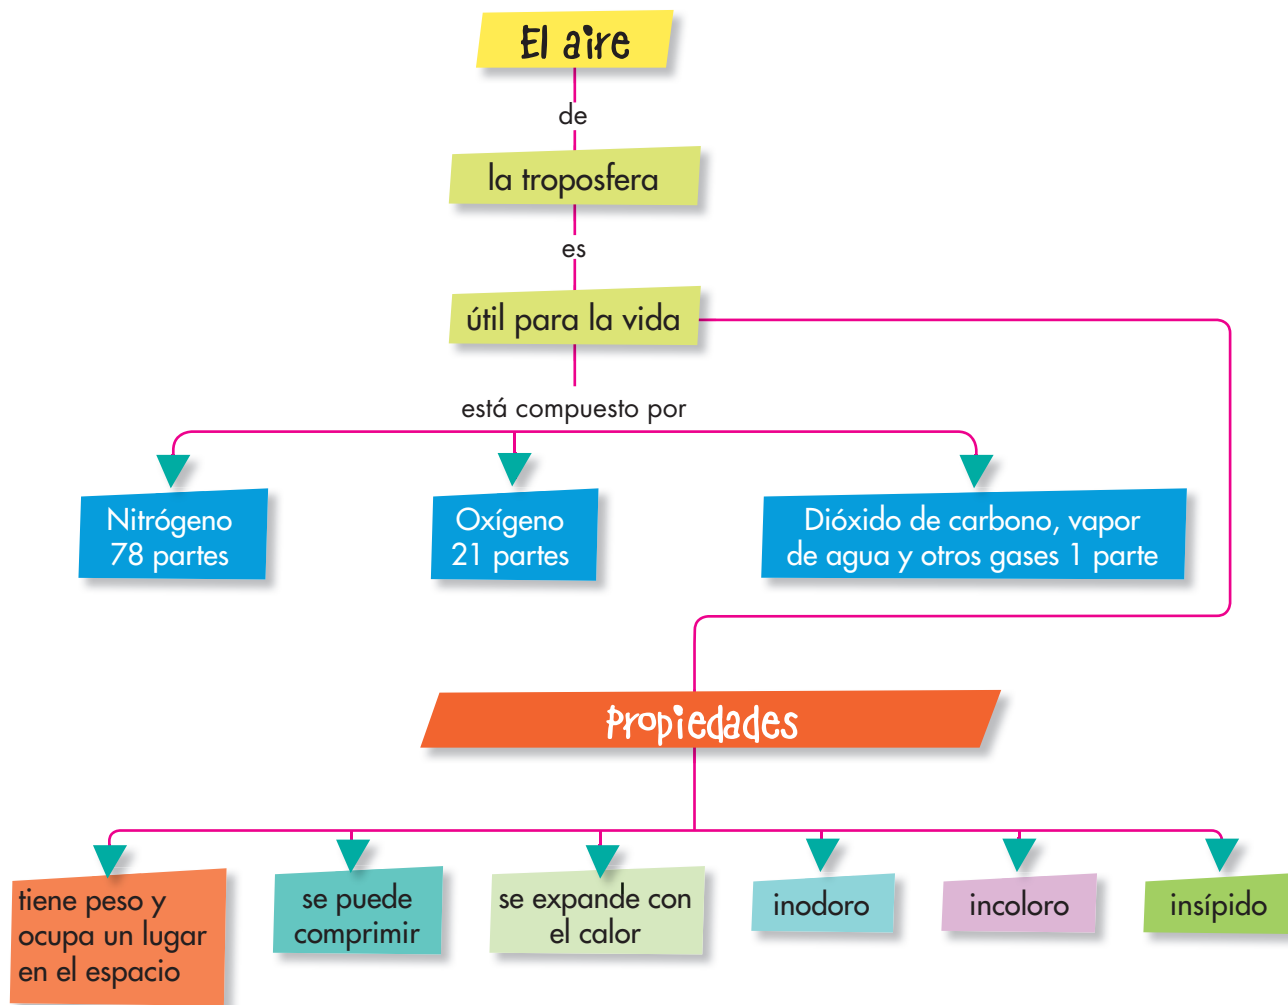 El aire
de
la troposfera
es
útil para la vida
está compuesto por
Nitrógeno
78 partes
Oxígeno
21 partes
Dióxido de carbono, vapor
de agua y otros gases 1 parte
Propiedades
tiene peso y
ocupa un lugar
en el espacio
se puede
comprimir
se expande con
el calor
inodoro
incoloro
insípido